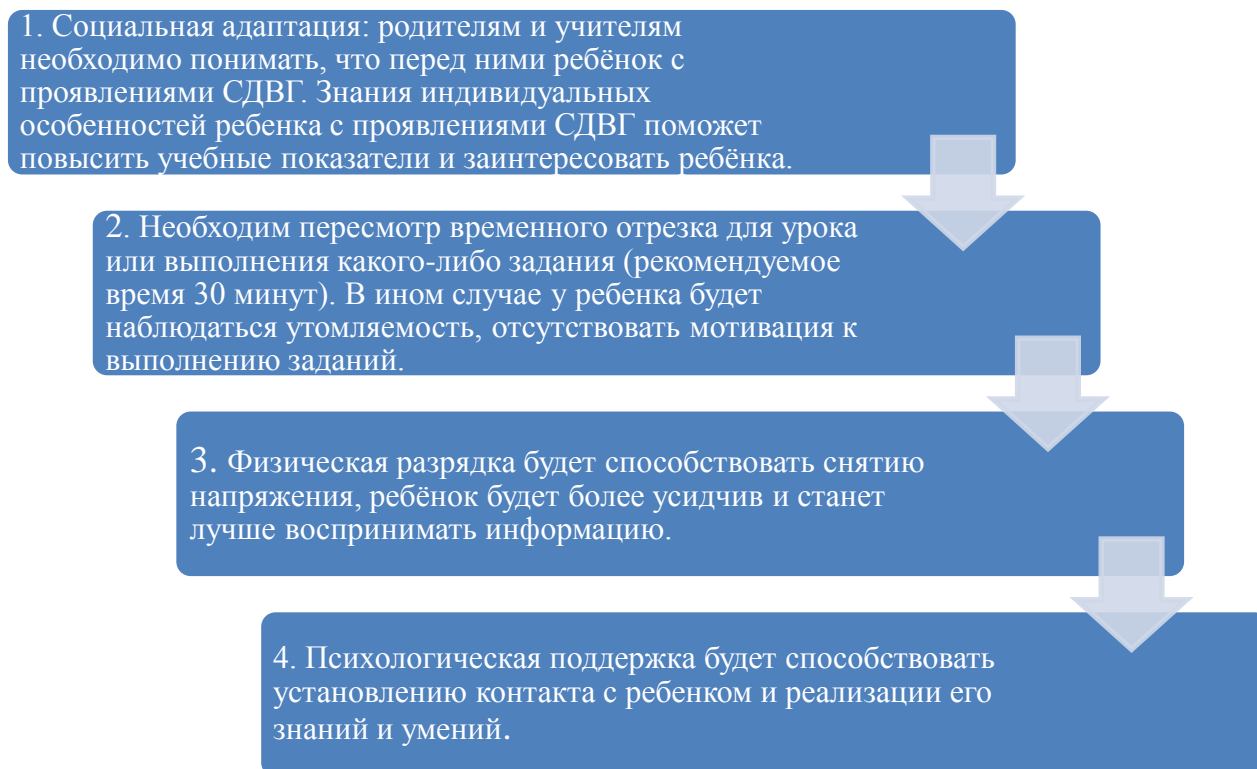 1. Социальная адаптация: родителям и учителям
необходимо понимать, что перед ними ребёнок с
проявлениями СДВГ. Знания индивидуальных
особенностей ребенка с проявлениями СДВГ поможет
повысить учебные показатели и заинтересовать ребёнка.
2. Необходим пересмотр временного отрезка для урока
или выполнения какого-либо задания (рекомендуемое
время 30 минут). В ином случае у ребенка будет
наблюдаться утомляемость, отсутствовать мотивация к
выполнению заданий.
3. Физическая разрядка будет способствовать снятию
напряжения, ребёнок будет более усидчив и станет
лучше воспринимать информацию.
4. Психологическая поддержка будет способствовать
установлению контакта с ребенком и реализации его
знаний и умений.